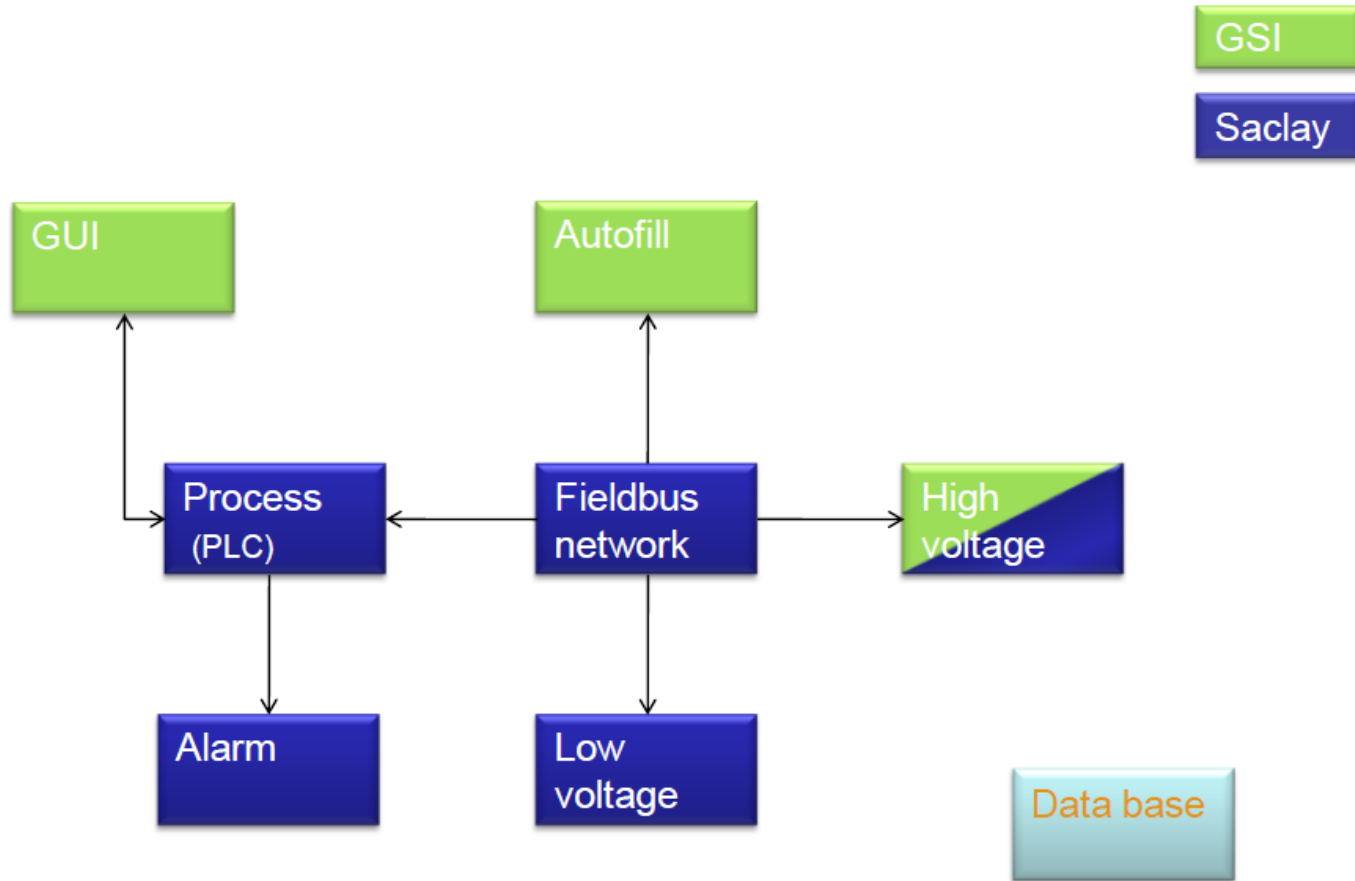 GSI
Saclay
GUI
Autofill
Process
(PLC)
Fieldbus
network
High
voltage
Alarm
Low
voltage
Data base